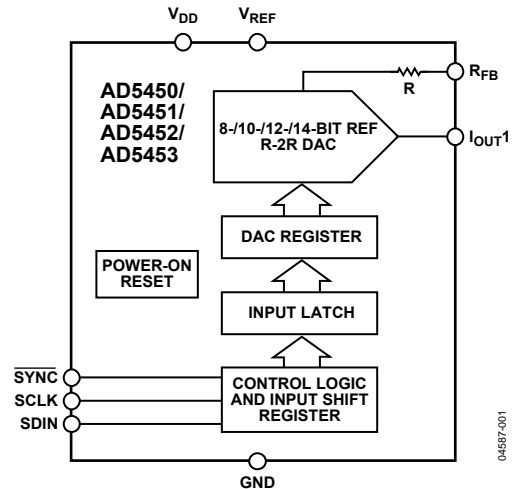 VDD
VREF
AD5450/
AD5451/
AD5452/
AD5453
RFB
R
8-/10-/12-/14-BIT REF
R-2R DAC
IOUT1
DAC REGISTER
POWER-ON
RESET
INPUT LATCH
SYNC
SCLK
SDIN
CONTROL LOGIC
AND INPUT SHIFT
REGISTER
GND
04587-001